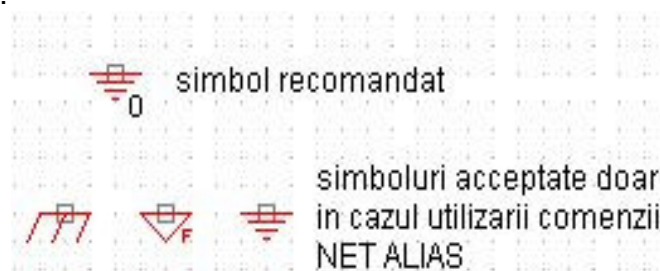 simbol recomandat
0
simboluri acceptate doar
in cazul utilizarii comenzii
F
NET ALIAS